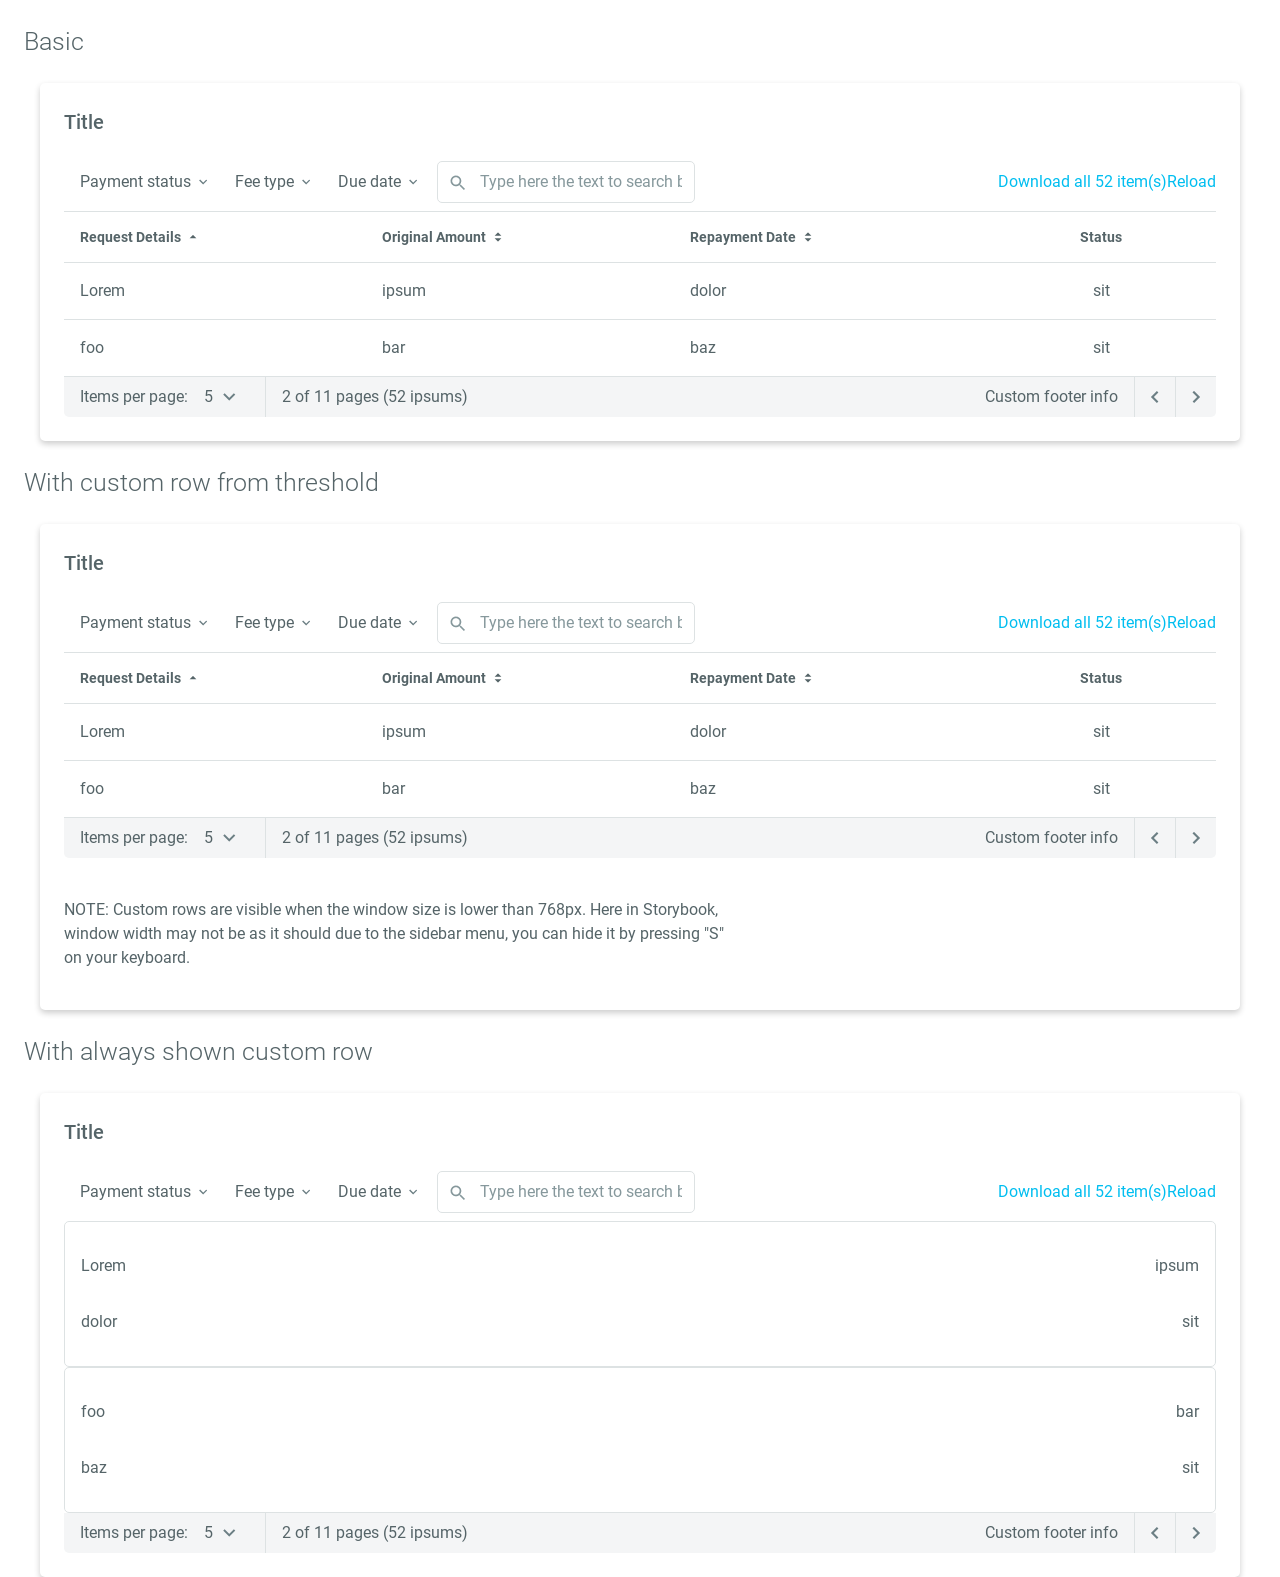 Basic
Title
Payment status Fee type Due date Type here the text to search Download all 52 item(s)Reload
Request Details Original Amount Repayment Date Status
Lorem ipsum dolor sit
foo bar baz sit
Items per page: 5 2 of 11 pages (52 ipsums) Custom footer info
With custom row from threshold
Title
Payment status Fee type Due date Type here the text to search Download all 52 item(s)Reload
Request Details Original Amount Repayment Date Status
Lorem ipsum dolor sit
foo bar baz sit
Items per page: 5 2 of 11 pages (52 ipsums) Custom footer info
NOTE: Custom rows are visible when the window size is lower than 768px. Here in Storybook,
window width may not be as it should due to the sidebar menu, you can hide it by pressing "S"
on your keyboard.
With always shown custom row
Title
Payment status Fee type Due date Type here the text to search Download all 52 item(s)Reload
Lorem ipsum
dolor sit
foo bar
baz sit
Items per page: 5 2 of 11 pages (52 ipsums) Custom footer info